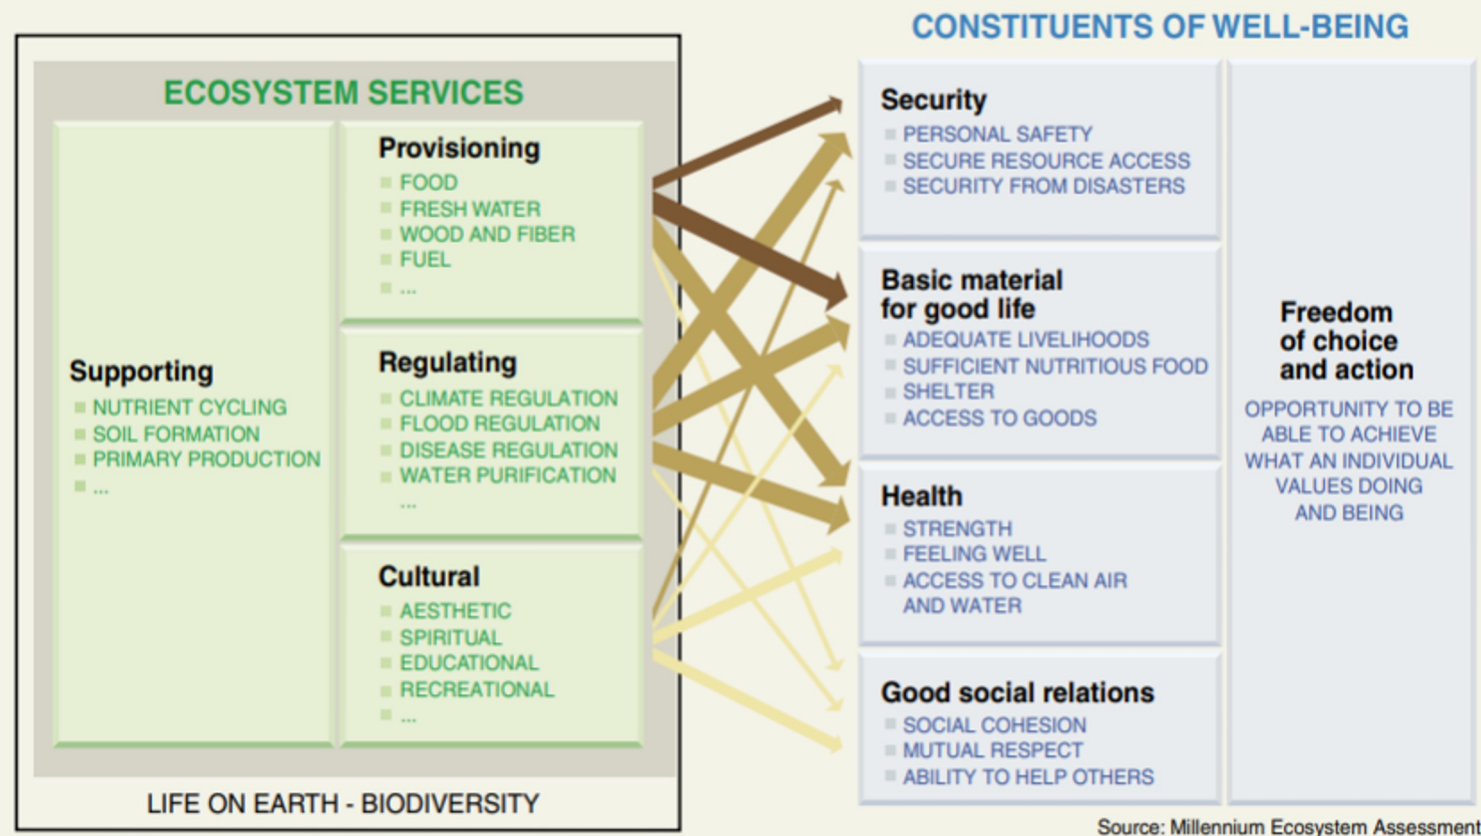 CONSTITUENTS OF WELL-BEING
ECOSYSTEM SERVICES
Supporting
NUTRIENT CYCLING
SOIL FORMATION
PRIMARY PRODUCTION
...
Provisioning
FOOD
FRESH WATER
WOOD AND FIBER
FUEL
...
Regulating
CLIMATE REGULATION
FLOOD REGULATION
DISEASE REGULATION
WATER PURIFICATION
...
Cultural
AESTHETIC
SPIRITUAL
EDUCATIONAL
RECREATIONAL
...
LIFE ON EARTH - BIODIVERSITY
Security
PERSONAL SAFETY
SECURE RESOURCE ACCESS
SECURITY FROM DISASTERS
Basic material
for good life
ADEQUATE LIVELIHOODS
SUFFICIENT NUTRITIOUS FOOD
SHELTER
ACCESS TO GOODS
Health
STRENGTH
FEELING WELL
ACCESS TO CLEAN AIR
AND WATER
Good social relations
SOCIAL COHESION
MUTUAL RESPECT
ABILITY TO HELP OTHERS
Freedom
of choice
and action
OPPORTUNITY TO BE
ABLE TO ACHIEVE
WHAT AN INDIVIDUAL
VALUES DOING
AND BEING
Source: Millennium Ecosystem Assessment